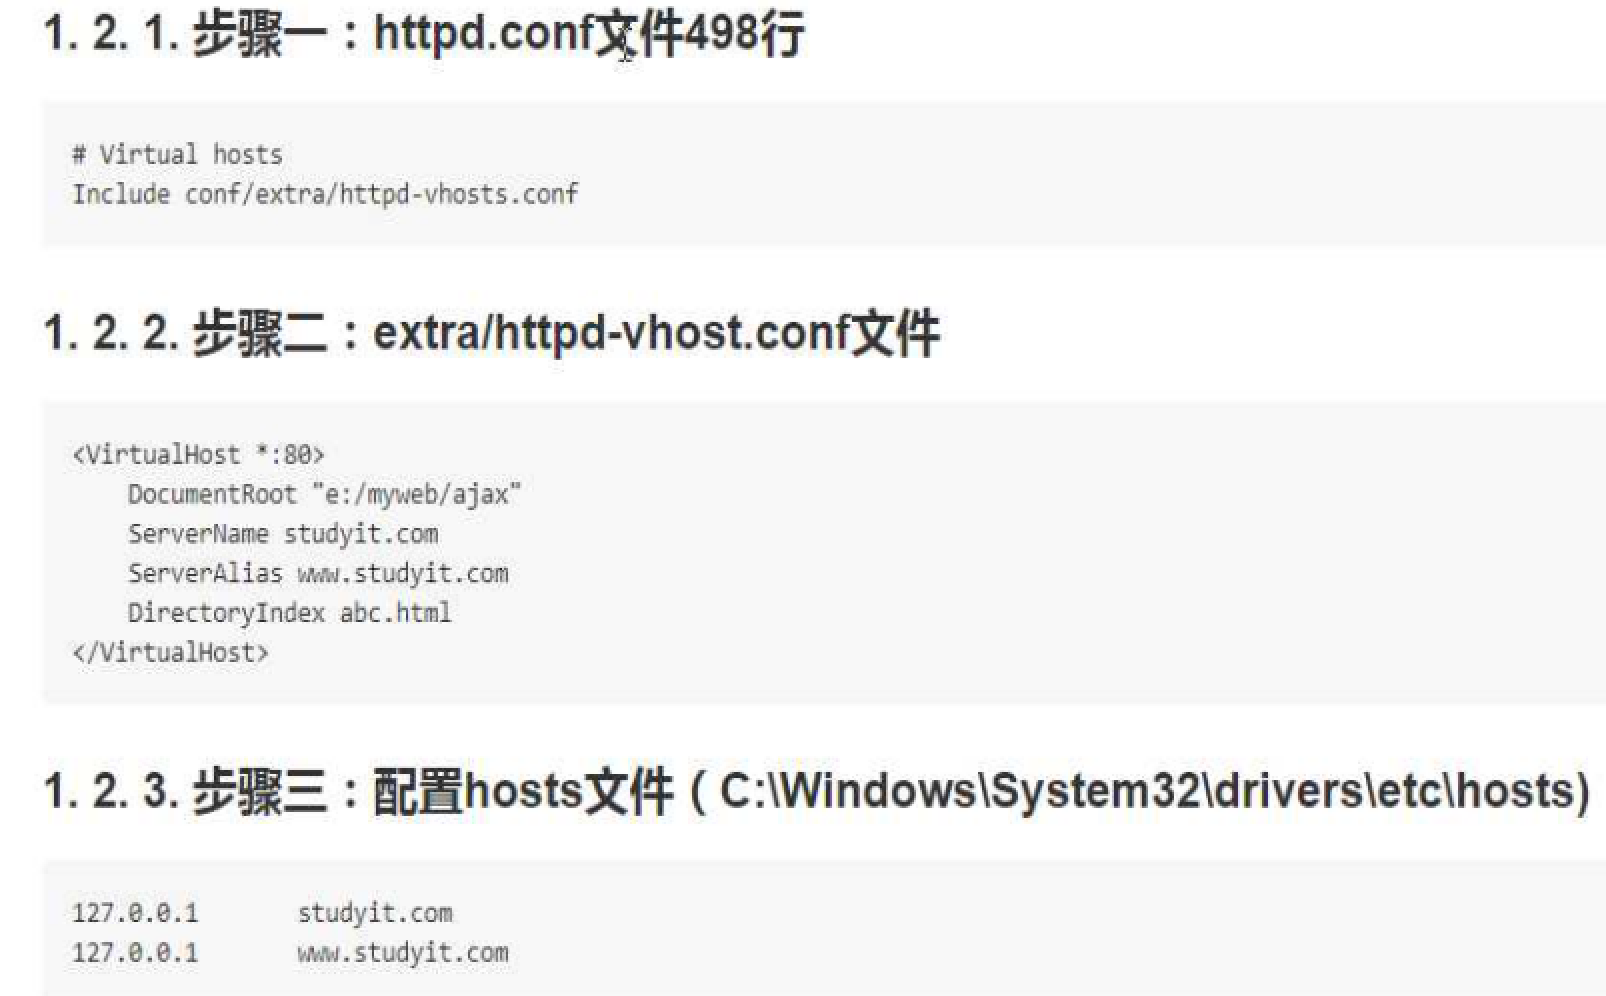 1. 2. 1. 步骤一：httpd.conf文件498行
# Virtual hosts
Include conf/extra/httpd-vhosts.conf
1. 2. 2. 步骤二：extra/httpd-vhost.conf文件
<VirtualHost *:80>
    DocumentRoot "e:/myweb/ajax"
    ServerName studyit.com
    ServerAlias www.studyit.com
    DirectoryIndex abc.html
</VirtualHost>
1. 2. 3. 步骤三：配置hosts文件（C:\Windows\System32\drivers\etc\hosts)
127.0.0.1       studyit.com
127.0.0.1       www.studyit.com